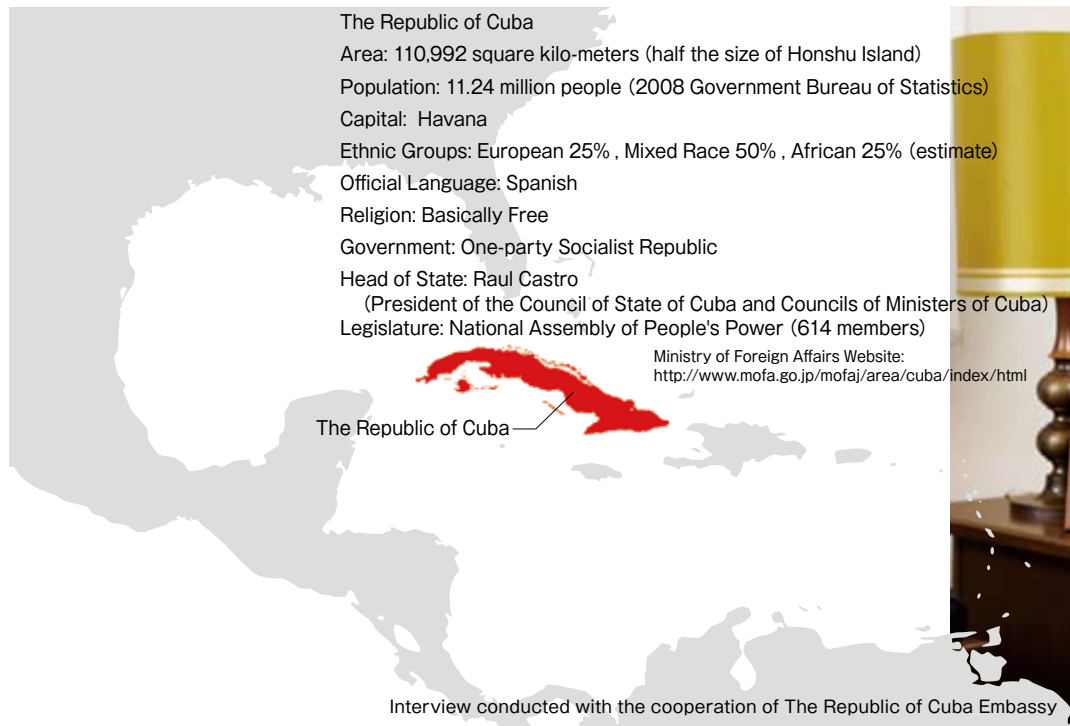 The Republic of Cuba
Area: 110,992 square kilo-meters (half the size of Honshu Island)
Population: 11.24 million people (2008 Government Bureau of Statistics)
Capital:  Havana
Ethnic Groups: European 25% , Mixed Race 50% , African 25% (estimate)
Official Language: Spanish
Religion: Basically Free
Government: One-party Socialist Republic
Head of State: Raul Castro
(President of the Council of State of Cuba and Councils of Ministers of Cuba)
Legislature: National Assembly of People's Power (614 members)
Ministry of Foreign Affairs Website:
http://www.mofa.go.jp/mofaj/area/cuba/index/html
The Republic of Cuba
Interview conducted with the cooperation of The Republic of Cuba Embassy